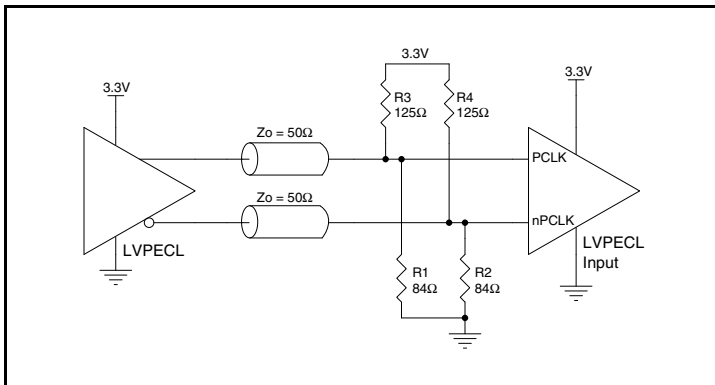 3.3V
3.3V
3.3V
R3
125Ω
R4
125Ω
Zo = 50Ω
PCLK
Zo = 50Ω
nPCLK
LVPECL
LVPECL
Input
R1
84Ω
R2
84Ω